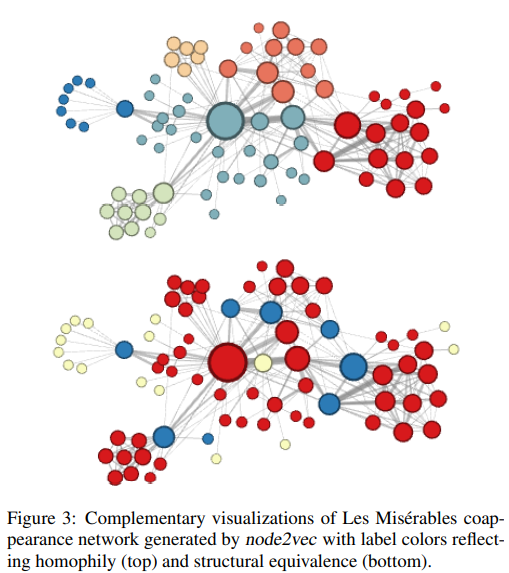 Figure 3: Complementary visualizations of Les Misérables coap-
pearance network generated by node2vec with label colors reflect-
ing homophily (top) and structural equivalence (bottom).